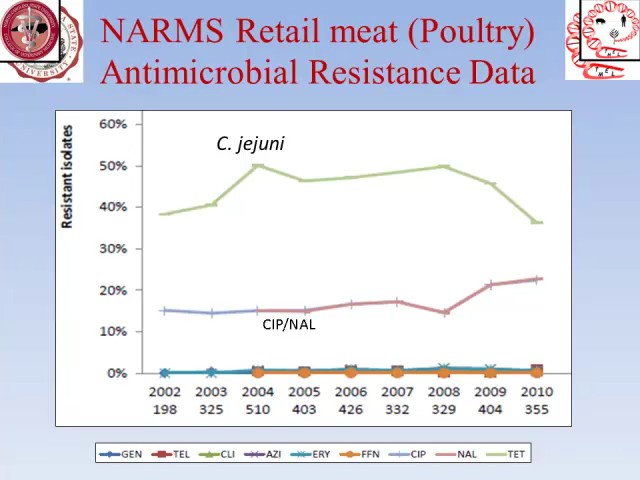 NARMS Retail meat (Poultry)
Antimicrobial Resistance Data
C. jejuni
Resistant isolates
60%
50%
40%
30%
20%
10%
0%
CIP/NAL
2002 2003 2004 2005 2006 2007 2008 2009 2010
198 325 510 403 426 332 329 404 355
GEN TEL CLI AZI ERY FFN CIP NAL TET